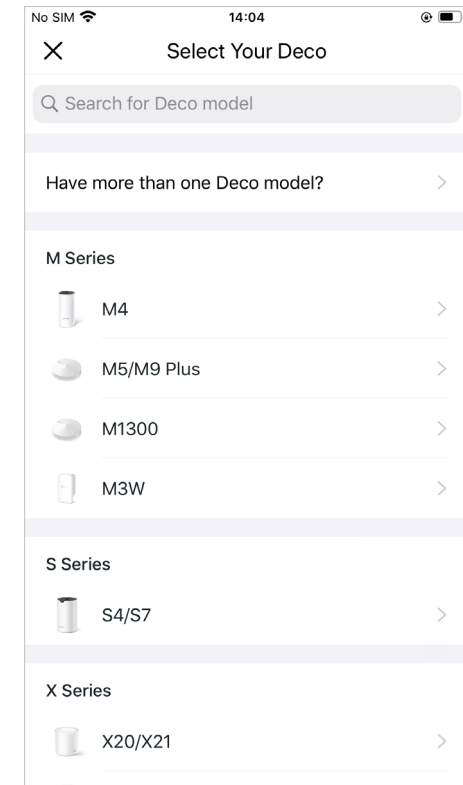 No SIM
14:04
Select Your Deco
Search for Deco model
Have more than one Deco model?
M Series
M4
M5/M9 Plus
M1300
M3W
S Series
S4/S7
X Series
X20/X21